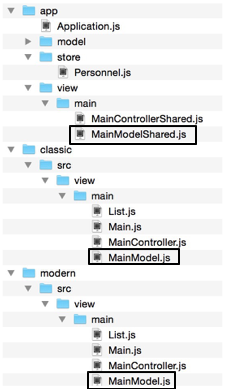 app
Application.js
model
store
Personnel.js
view
main
MainControllerShared.js
MainModelShared.js
classic
src
view
main
List.js
Main.js
MainController.js
MainModel.js
modern
src
view
main
List.js
Main.js
MainController.js
MainModel.js